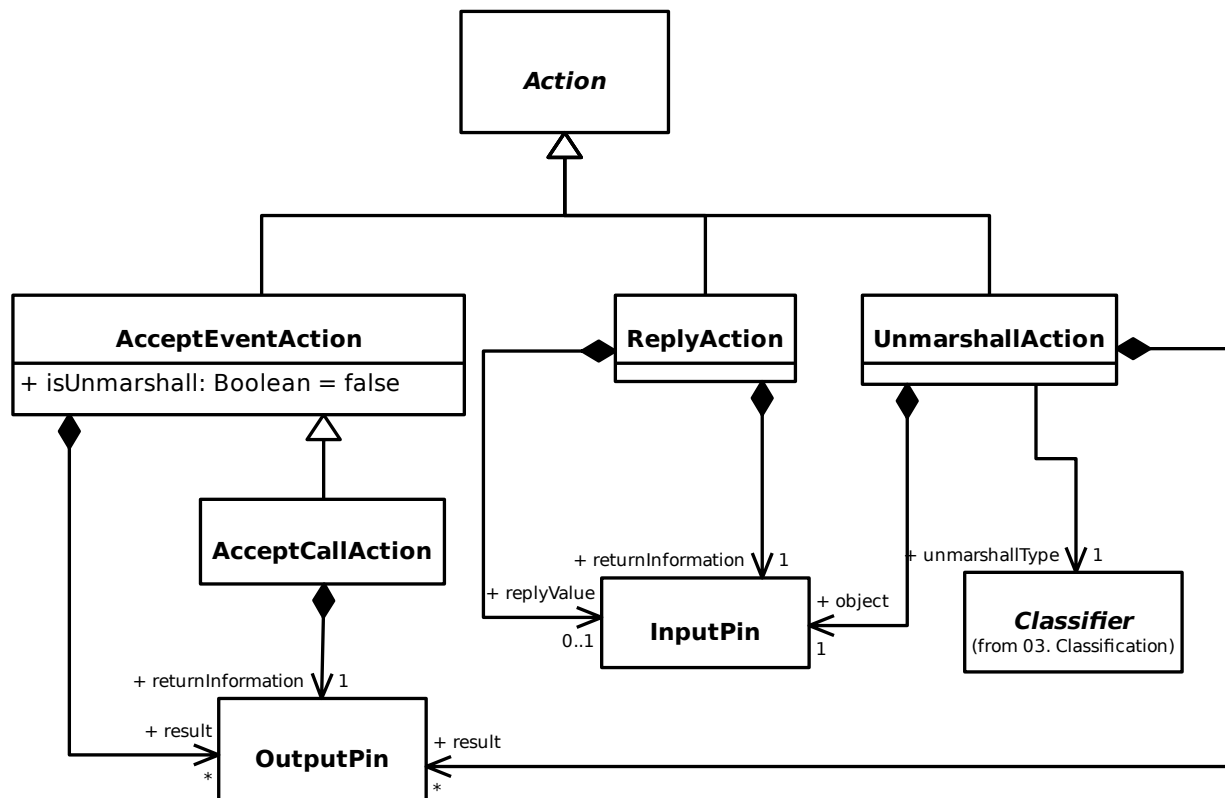 Action
AcceptEventAction
+ isUnmarshall: Boolean = false
ReplyAction
UnmarshallAction
AcceptCallAction
+ returnInformation 1
+ unmarshallType 1
+ replyValue
0..1
InputPin
+ object
1
Classifier
(from 03. Classification)
+ returnInformation 1
+ result
*
OutputPin
+ result
*